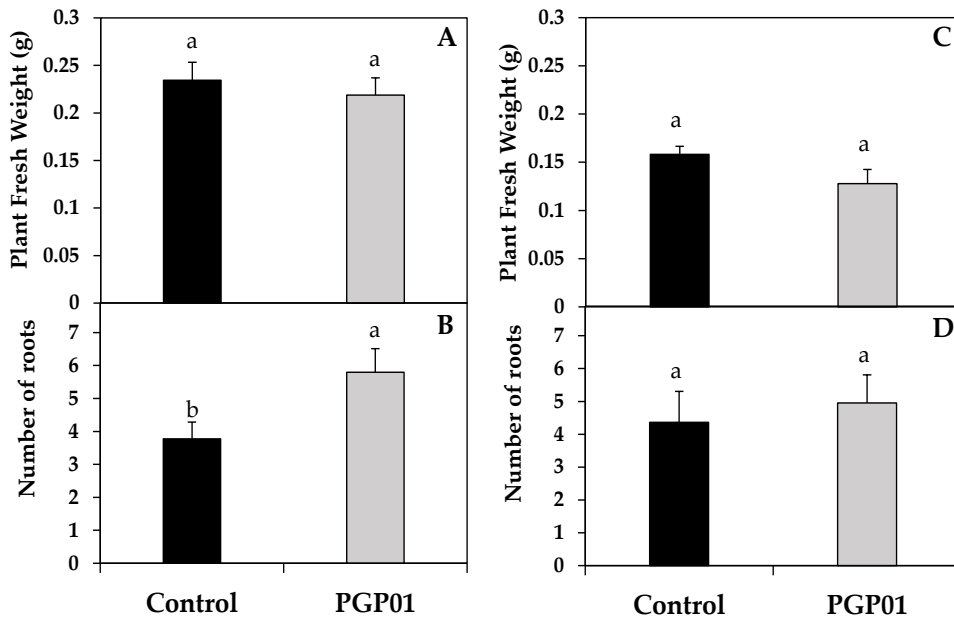 Plant Fresh Weight (g)
0.3
0.25
0.2
0.15
0.1
0.05
0
A
a
a
Number of roots
7
6
5
4
3
2
1
0
B
b
a
Control
PGP01
Plant Fresh Weight (g)
0.3
0.25
0.2
0.15
0.1
0.05
0
C
a
a
Number of roots
7
6
5
4
3
2
1
0
D
a
a
Control
PGP01